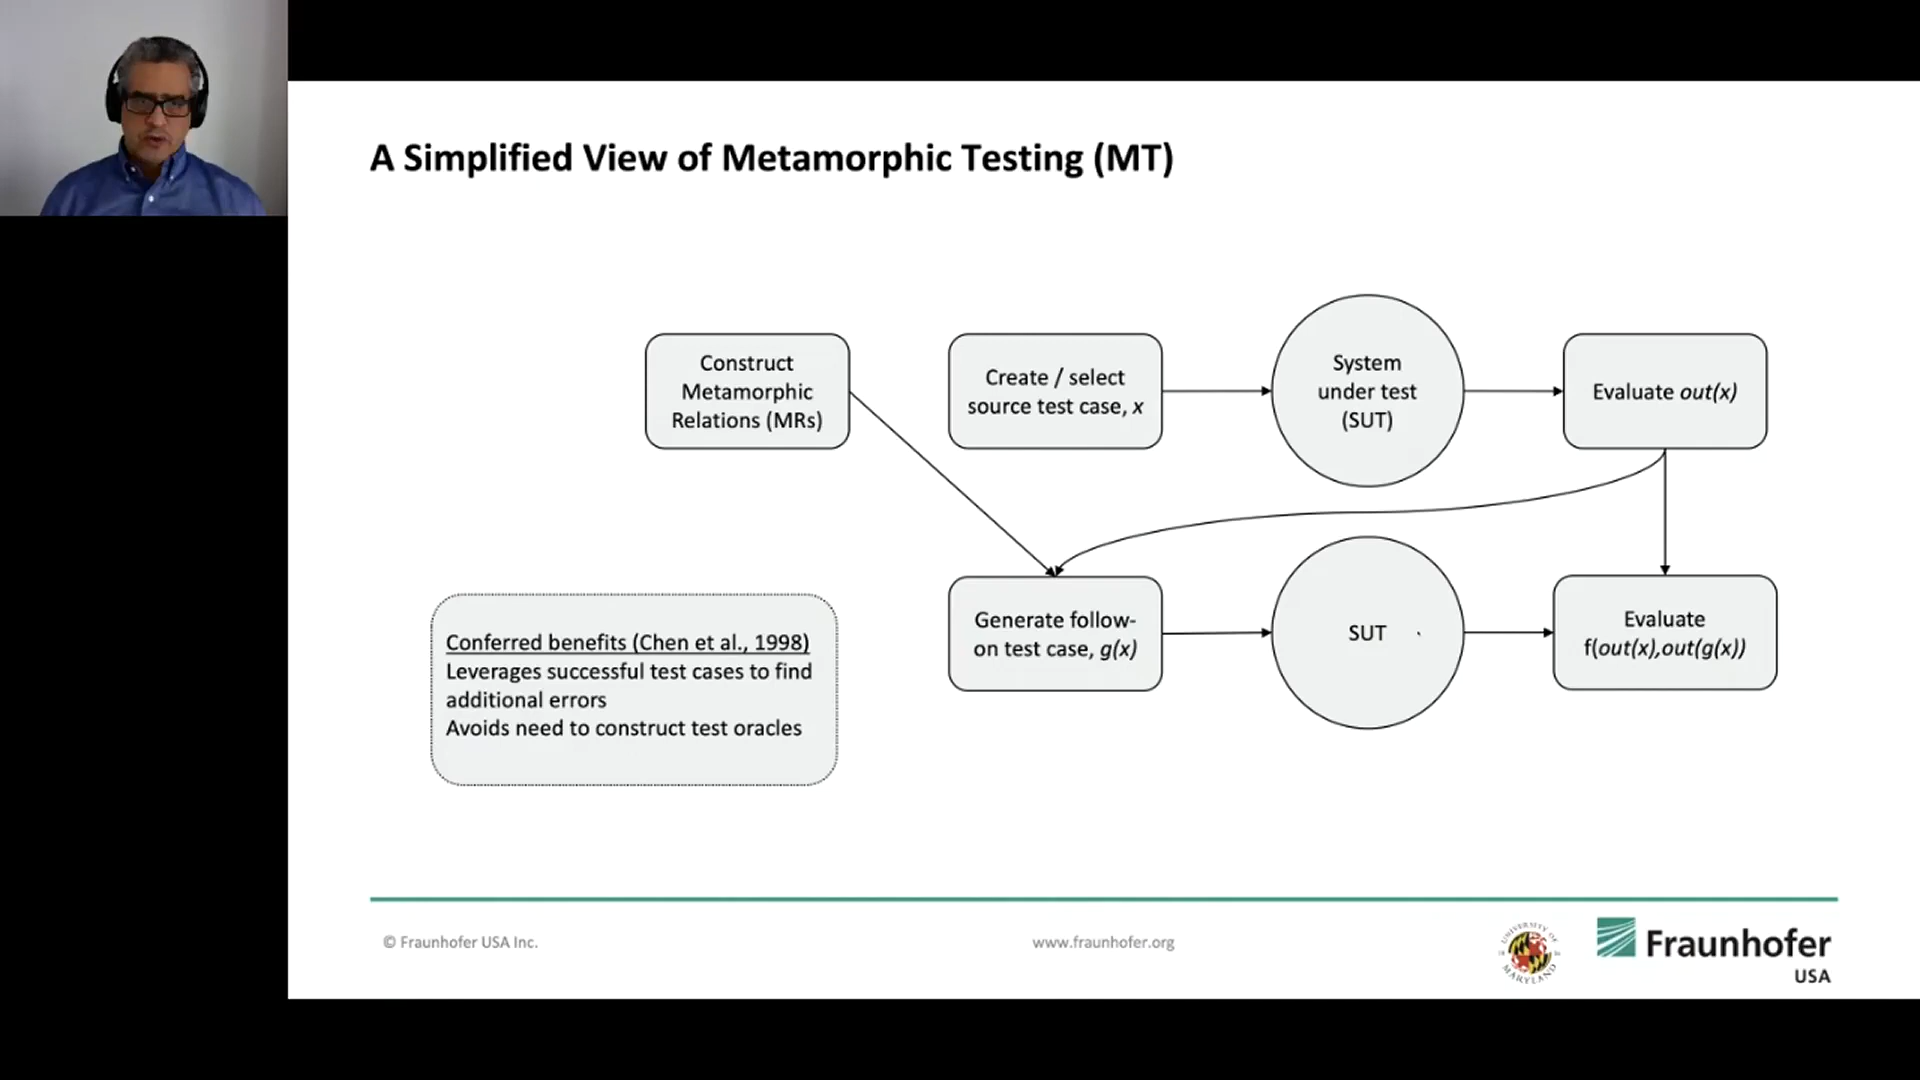 A Simplified View of Metamorphic Testing (MT)
Construct
Metamorphic
Relations (MRs)
Create / select
source test case, x
System
under test
(SUT)
Evaluate out(x)
Generate follow-
on test case, g(x)
SUT
Evaluate
f(out(x),out(g(x))
Conferred benefits (Chen et al., 1998)
Leverages successful test cases to find
additional errors
Avoids need to construct test oracles
© Fraunhofer USA Inc.
www.fraunhofer.org
UNIVERSITY OF
MARYLAND
Fraunhofer
USA